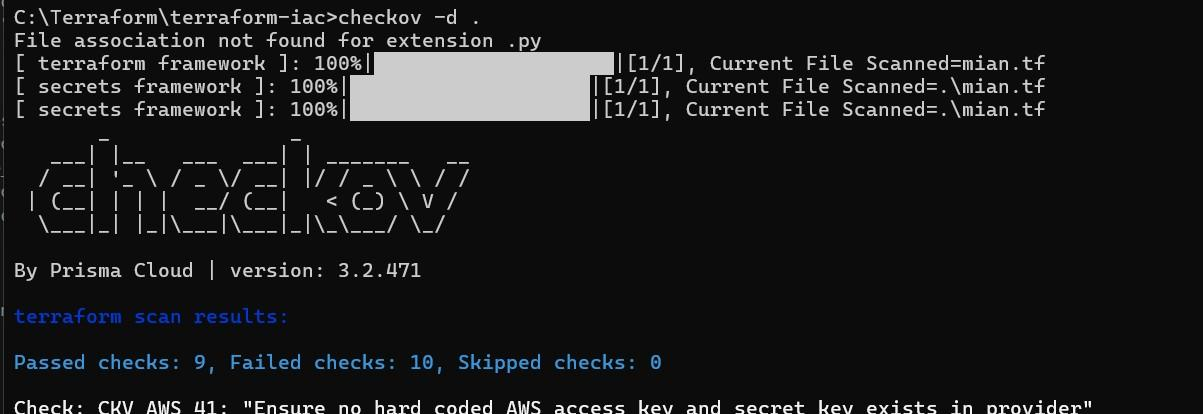 C:\Terraform\terraform-iac>checkov -d .
File association not found for extension .py
[ terraform framework ]: 100%|████████████████████|[1/1], Current File Scanned=mian.tf
[ secrets framework ]: 100%|████████████████████|[1/1], Current File Scanned=.\mian.tf
[ secrets framework ]: 100%|████████████████████|[1/1], Current File Scanned=.\mian.tf
checkov
By Prisma Cloud | version: 3.2.471
terraform scan results:
Passed checks: 9, Failed checks: 10, Skipped checks: 0
Check: CKV_AWS_41: "Ensure no hard coded AWS access key and secret key exists in provider"